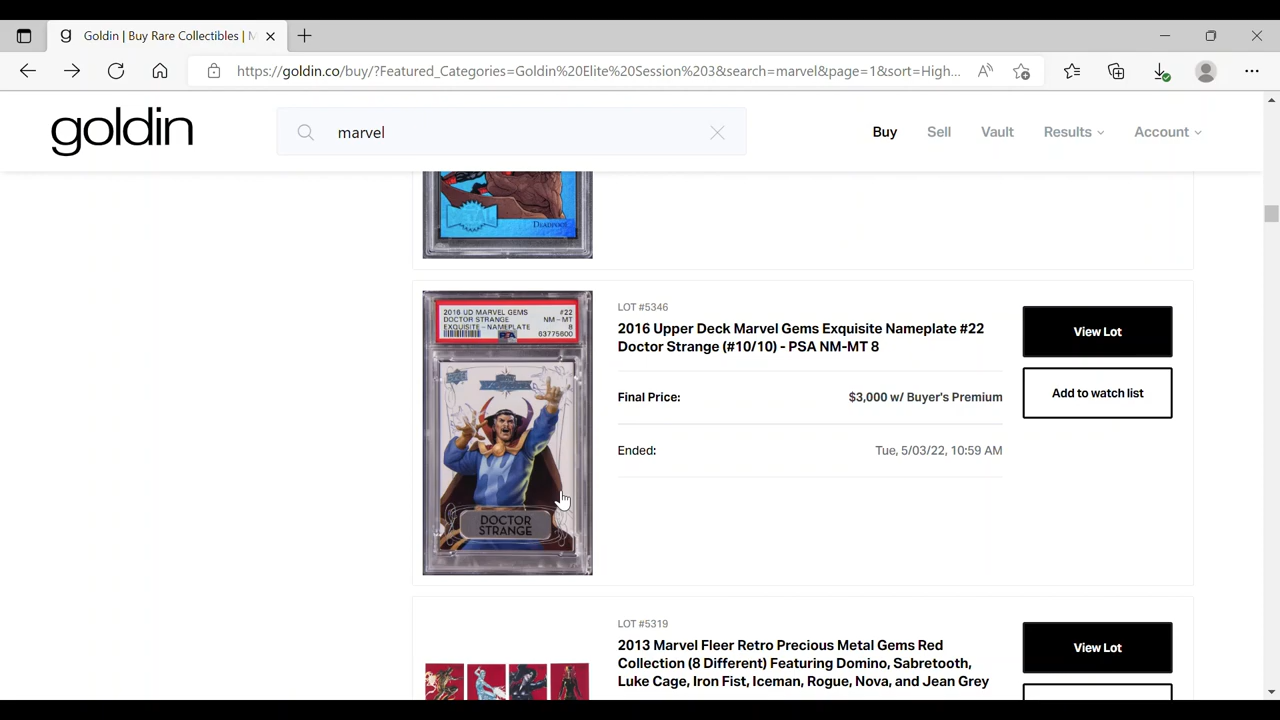 Goldin | Buy Rare Collectibles | M
https://goldin.co/buy/?Featured_Categories=Goldin%20Elite%20Session%203&search=marvel&page=1&sort=High...
goldin
marvel
Buy
Sell
Vault
Results
Account
DEADPOOL
2016 UD MARVEL GEMS #22
DOCTOR STRANGE NM - MT
EXQUISITE - NAMEPLATE 8
PSA 63775800
DOCTOR
STRANGE
LOT #5346
2016 Upper Deck Marvel Gems Exquisite Nameplate #22
Doctor Strange (#10/10) - PSA NM-MT 8
Final Price: $3,000 w/ Buyer's Premium
Ended: Tue, 5/03/22, 10:59 AM
View Lot
Add to watch list
LOT #5319
2013 Marvel Fleer Retro Precious Metal Gems Red
Collection (8 Different) Featuring Domino, Sabretooth,
Luke Cage, Iron Fist, Iceman, Rogue, Nova, and Jean Grey
View Lot